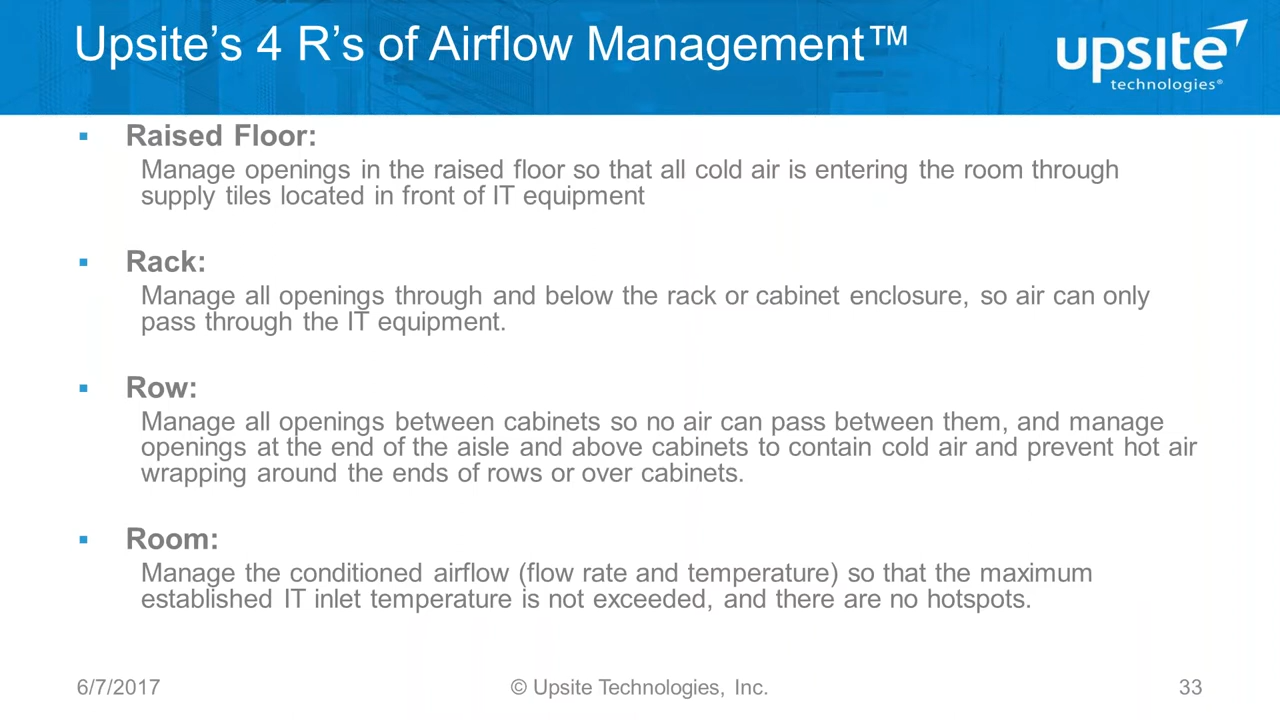 Upsite’s 4 R’s of Airflow Management™
upsite
technologies®
▪ Raised Floor:
Manage openings in the raised floor so that all cold air is entering the room through
supply tiles located in front of IT equipment
▪ Rack:
Manage all openings through and below the rack or cabinet enclosure, so air can only
pass through the IT equipment.
▪ Row:
Manage all openings between cabinets so no air can pass between them, and manage
openings at the end of the aisle and above cabinets to contain cold air and prevent hot air
wrapping around the ends of rows or over cabinets.
▪ Room:
Manage the conditioned airflow (flow rate and temperature) so that the maximum
established IT inlet temperature is not exceeded, and there are no hotspots.
6/7/2017
© Upsite Technologies, Inc.
33